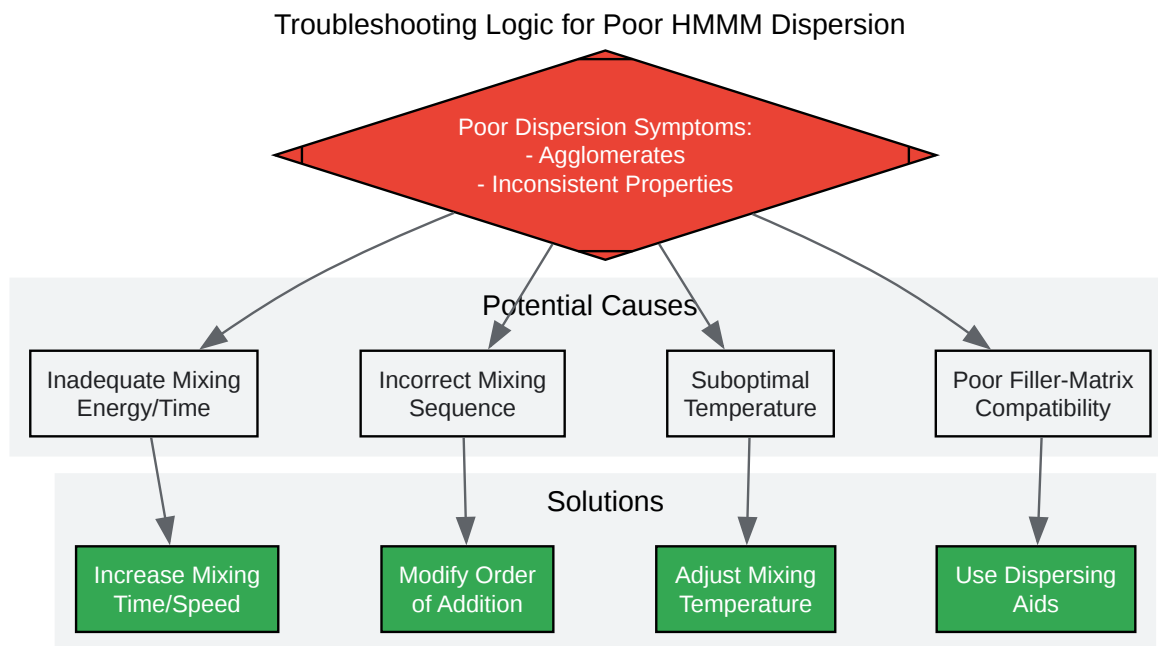 Troubleshooting Logic for Poor HMMM Dispersion
Poor Dispersion Symptoms:
- Agglomerates
- Inconsistent Properties
Potential Causes
Inadequate Mixing
Energy/Time
Incorrect Mixing
Sequence
Suboptimal
Temperature
Poor Filler-Matrix
Compatibility
Solutions
Increase Mixing
Time/Speed
Modify Order
of Addition
Adjust Mixing
Temperature
Use Dispersing
Aids